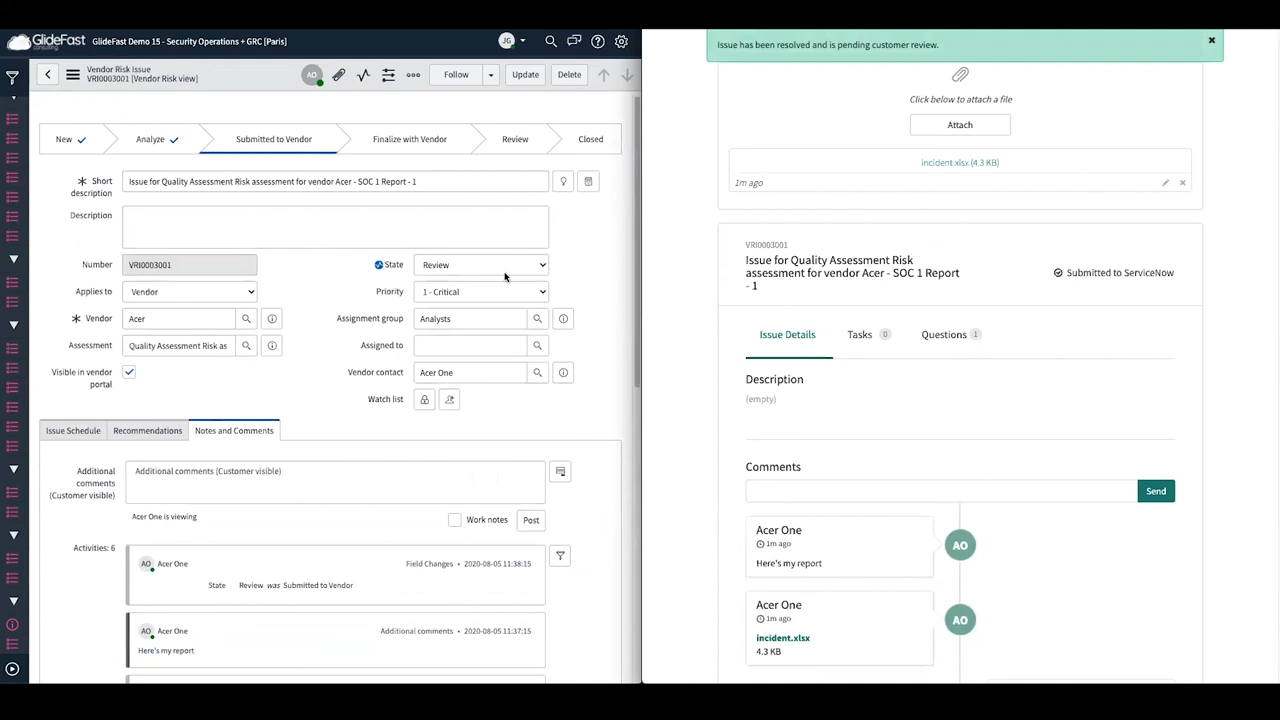 GlideFast
consulting
GlideFast Demo 15 - Security Operations + GRC [Paris]
JG
Vendor Risk Issue
VRI0003001 [Vendor Risk view]
AO
Follow
Update
Delete
New
Analyze
Submitted to Vendor
Finalize with Vendor
Review
Closed
Short description
Issue for Quality Assessment Risk assessment for vendor Acer - SOC 1 Report - 1
Description
Number
VRI0003001
State
Review
Applies to
Vendor
Priority
1 - Critical
Vendor
Acer
Assignment group
Analysts
Assessment
Quality Assessment Risk as
Assigned to
Visible in vendor portal
Vendor contact
Acer One
Watch list
Issue Schedule
Recommendations
Notes and Comments
Additional comments (Customer visible)
Additional comments (Customer visible)
Acer One is viewing
Work notes
Post
Activities: 6
AO
Acer One
Field Changes • 2020-08-05 11:38:15
State Review was Submitted to Vendor
AO
Acer One
Additional comments • 2020-08-05 11:37:15
Here's my report
Issue has been resolved and is pending customer review.
Click below to attach a file
Attach
incident.xlsx (4.3 KB)
1m ago
VRI0003001
Issue for Quality Assessment Risk
assessment for vendor Acer - SOC 1 Report
- 1
Submitted to ServiceNow
Issue Details
Tasks 0
Questions 1
Description
(empty)
Comments
Send
Acer One
1m ago
Here's my report
AO
Acer One
1m ago
incident.xlsx
4.3 KB
AO